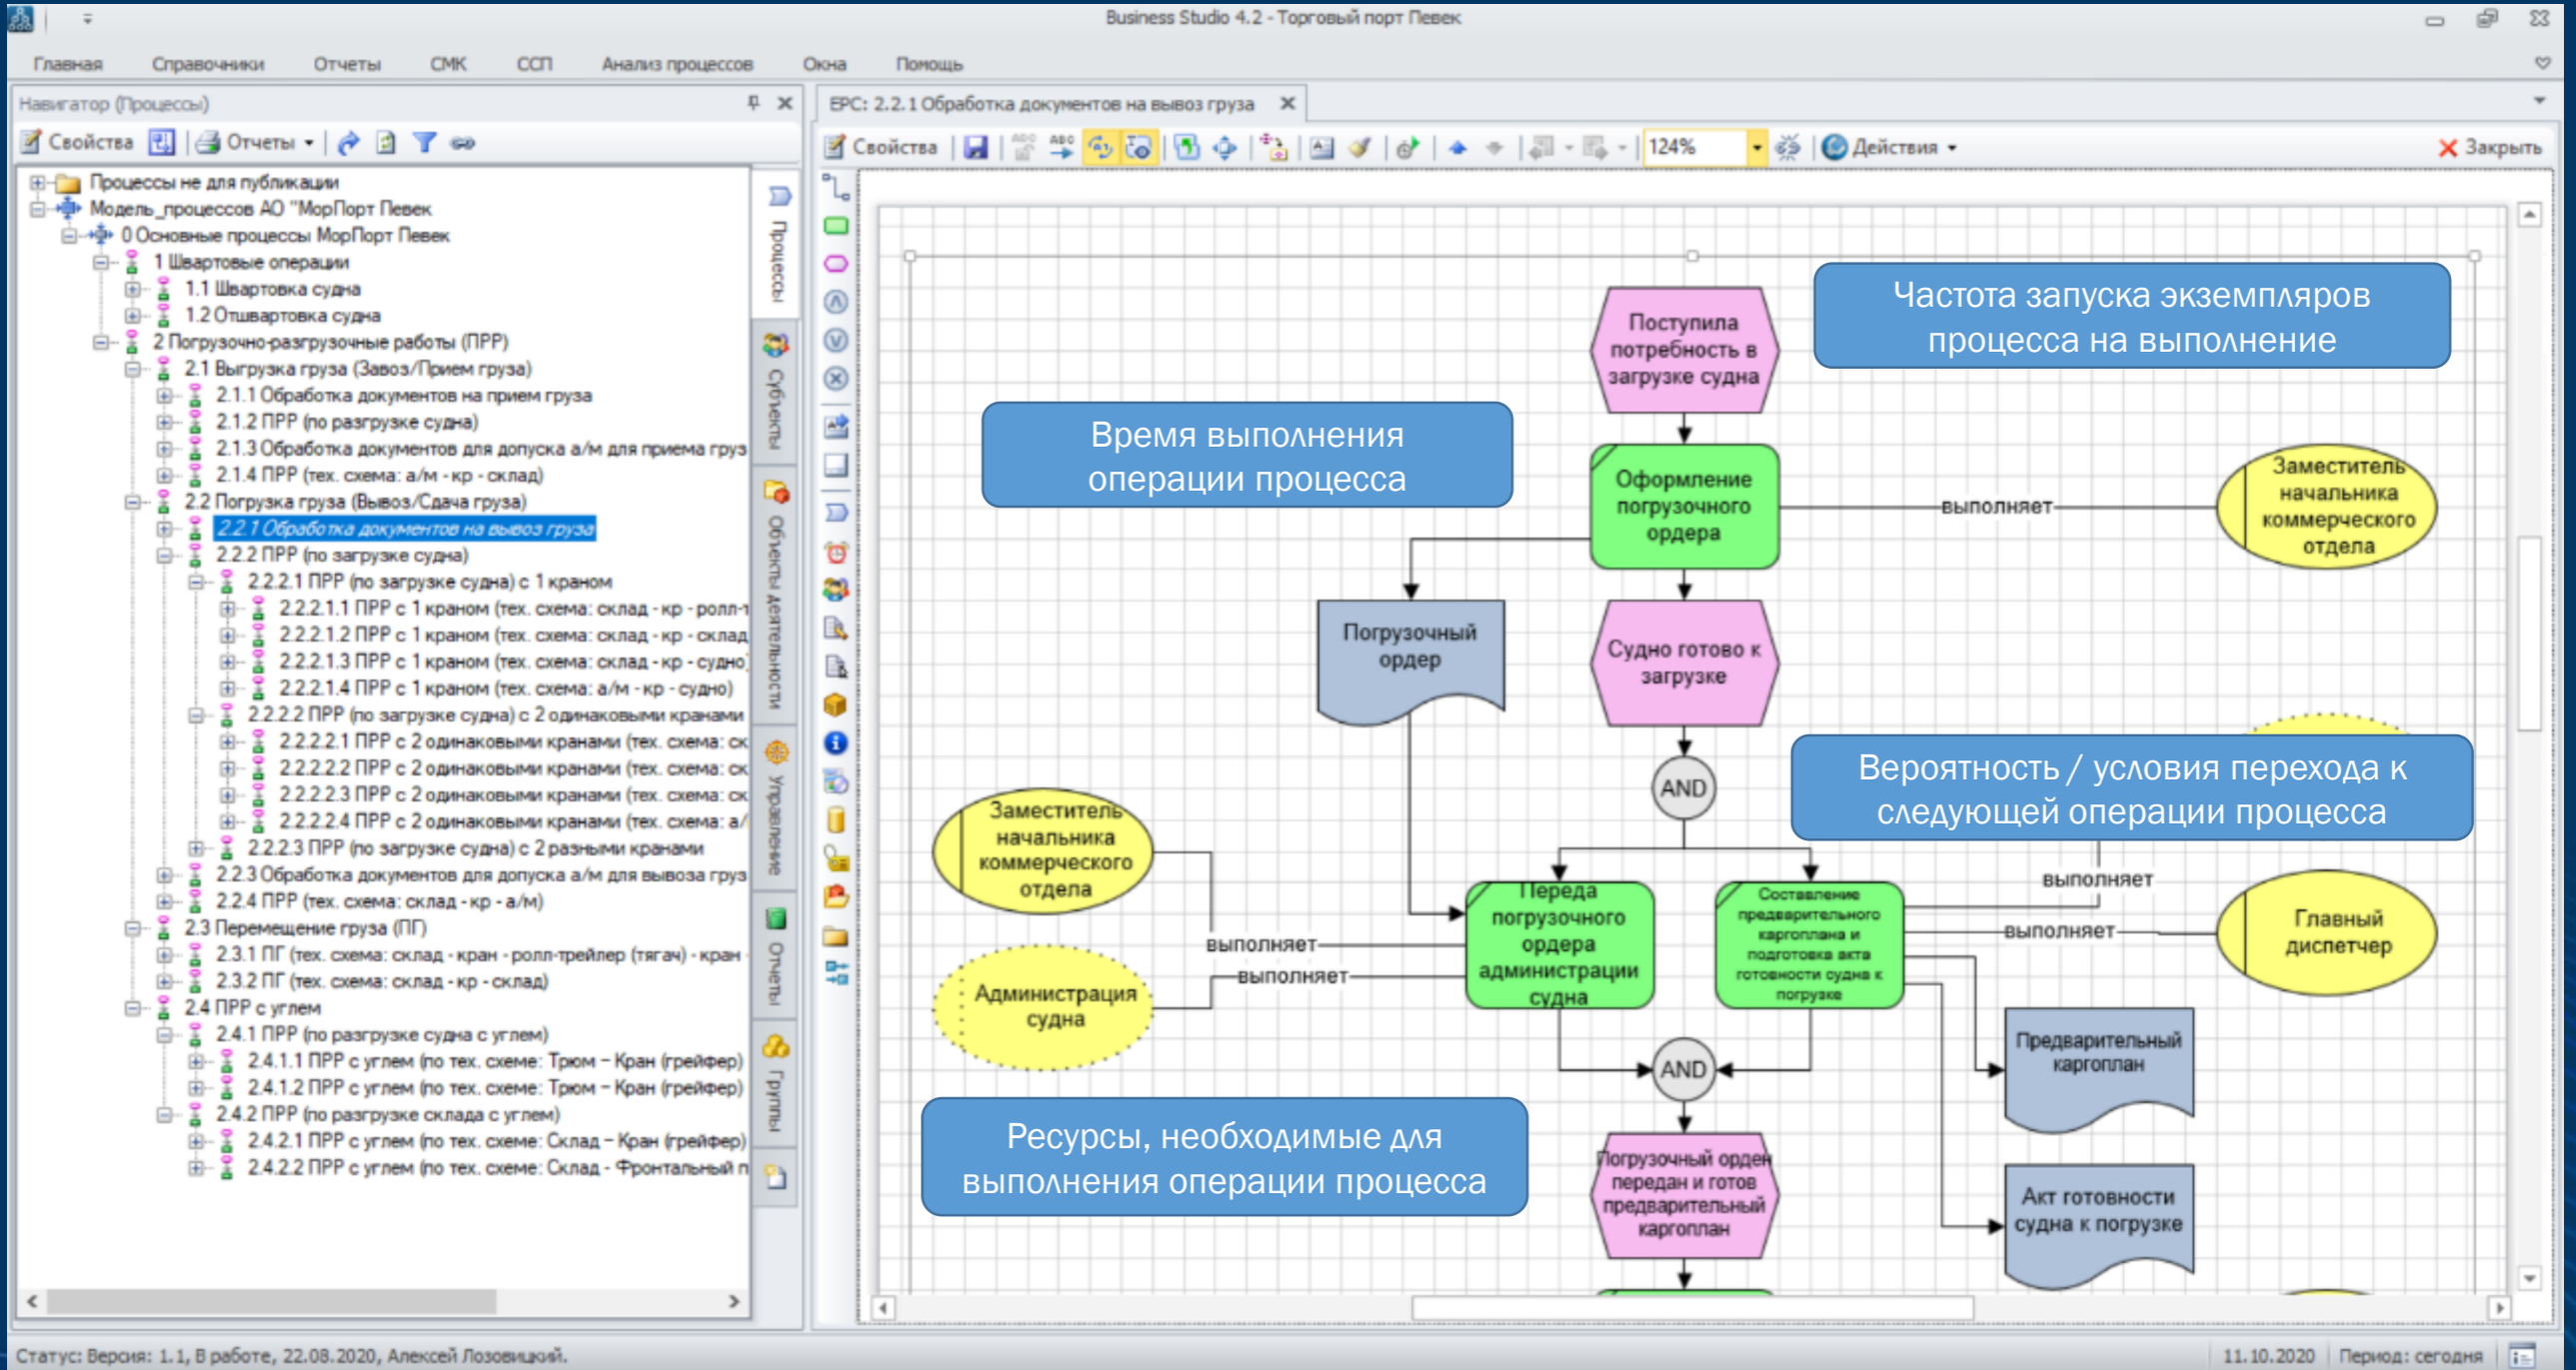 Business Studio 4.2 - Торговый порт Певек
Главная Справочники Отчеты СМК ССП Анализ процессов Окна Помощь
Навигатор (Процессы)
Свойства Отчеты
Процессы не для публикации
Модель_процессов АО "МорПорт Певек
0 Основные процессы МорПорт Певек
1 Швартовые операции
1.1 Швартовка судна
1.2 Отшвартовка судна
2 Погрузочно-разгрузочные работы (ПРР)
2.1 Выгрузка груза (Завоз/Прием груза)
2.1.1 Обработка документов на прием груза
2.1.2 ПРР (по разгрузке судна)
2.1.3 Обработка документов для допуска а/м для приема груз
2.1.4 ПРР (тех. схема: а/м - кр - склад)
2.2 Погрузка груза (Вывоз/Сдача груза)
2.2.1 Обработка документов на вывоз груза
2.2.2 ПРР (по загрузке судна)
2.2.2.1 ПРР (по загрузке судна) с 1 краном
2.2.2.1.1 ПРР с 1 краном (тех. схема: склад - кр - ролл-т
2.2.2.1.2 ПРР с 1 краном (тех. схема: склад - кр - склад
2.2.2.1.3 ПРР с 1 краном (тех. схема: склад - кр - судно)
2.2.2.1.4 ПРР с 1 краном (тех. схема: а/м - кр - судно)
2.2.2.2 ПРР (по загрузке судна) с 2 одинаковыми кранами
2.2.2.2.1 ПРР с 2 одинаковыми кранами (тех. схема: ск
2.2.2.2.2 ПРР с 2 одинаковыми кранами (тех. схема: ск
2.2.2.2.3 ПРР с 2 одинаковыми кранами (тех. схема: ск
2.2.2.2.4 ПРР с 2 одинаковыми кранами (тех. схема: а/
2.2.2.3 ПРР (по загрузке судна) с 2 разными кранами
2.2.3 Обработка документов для допуска а/м для вывоза груз
2.2.4 ПРР (тех. схема: склад - кр - а/м)
2.3 Перемещение груза (ПГ)
2.3.1 ПГ (тех. схема: склад - кран - ролл-трейлер (тягач) - кран -
2.3.2 ПГ (тех. схема: склад - кр - склад)
2.4 ПРР с углем
2.4.1 ПРР (по разгрузке судна с углем)
2.4.1.1 ПРР с углем (по тех. схеме: Трюм – Кран (грейфер)
2.4.1.2 ПРР с углем (по тех. схеме: Трюм – Кран (грейфер)
2.4.2 ПРР (по разгрузке склада с углем)
2.4.2.1 ПРР с углем (по тех. схеме: Склад – Кран (грейфер)
2.4.2.2 ПРР с углем (по тех. схеме: Склад - Фронтальный п
Процессы
Субъекты
Объекты деятельности
Управление
Отчеты
Группы
EPC: 2.2.1 Обработка документов на вывоз груза
Свойства 124% Действия Закрыть
Поступила
потребность в
загрузке судна
Частота запуска экземпляров
процесса на выполнение
Время выполнения
операции процесса
Оформление
погрузочного
ордера
выполняет
Заместитель
начальника
коммерческого
отдела
Погрузочный
ордер
Судно готово к
загрузке
AND
Вероятность / условия перехода к
следующей операции процесса
Заместитель
начальника
коммерческого
отдела
выполняет
Администрация
судна
выполняет
Переда
погрузочного
ордера
администрации
судна
Составление
предварительного
каргоплана и
подготовка акта
готовности судна к
погрузке
выполняет
выполняет
Главный
диспетчер
AND
Предварительный
каргоплан
Ресурсы, необходимые для
выполнения операции процесса
Погрузочный орден
передан и готов
предварительный
каргоплан
Акт готовности
судна к погрузке
Статус: Версия: 1.1, В работе, 22.08.2020, Алексей Лозовицкий.
11.10.2020 Период: сегодня